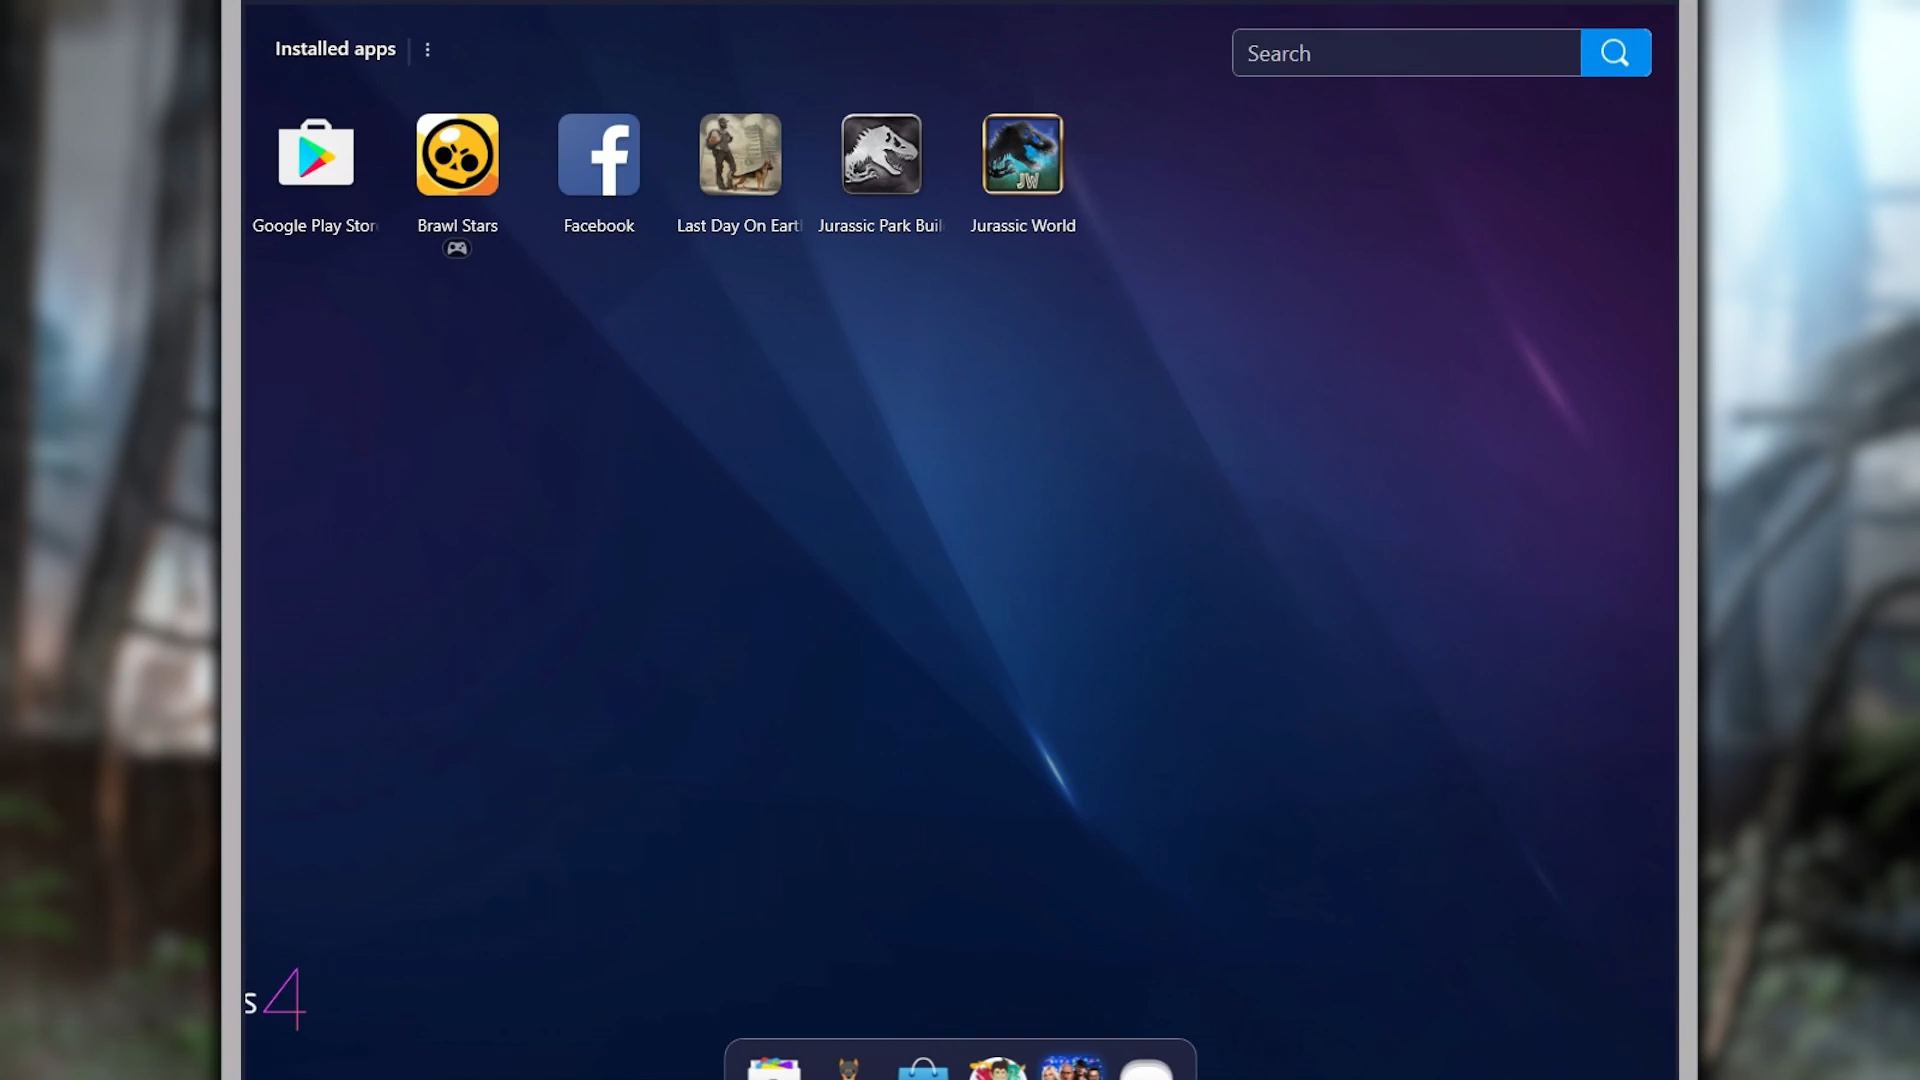 Installed apps
Search
Google Play Stor
Brawl Stars
Facebook
Last Day On Eart
Jurassic Park Buil
Jurassic World
JW
s4